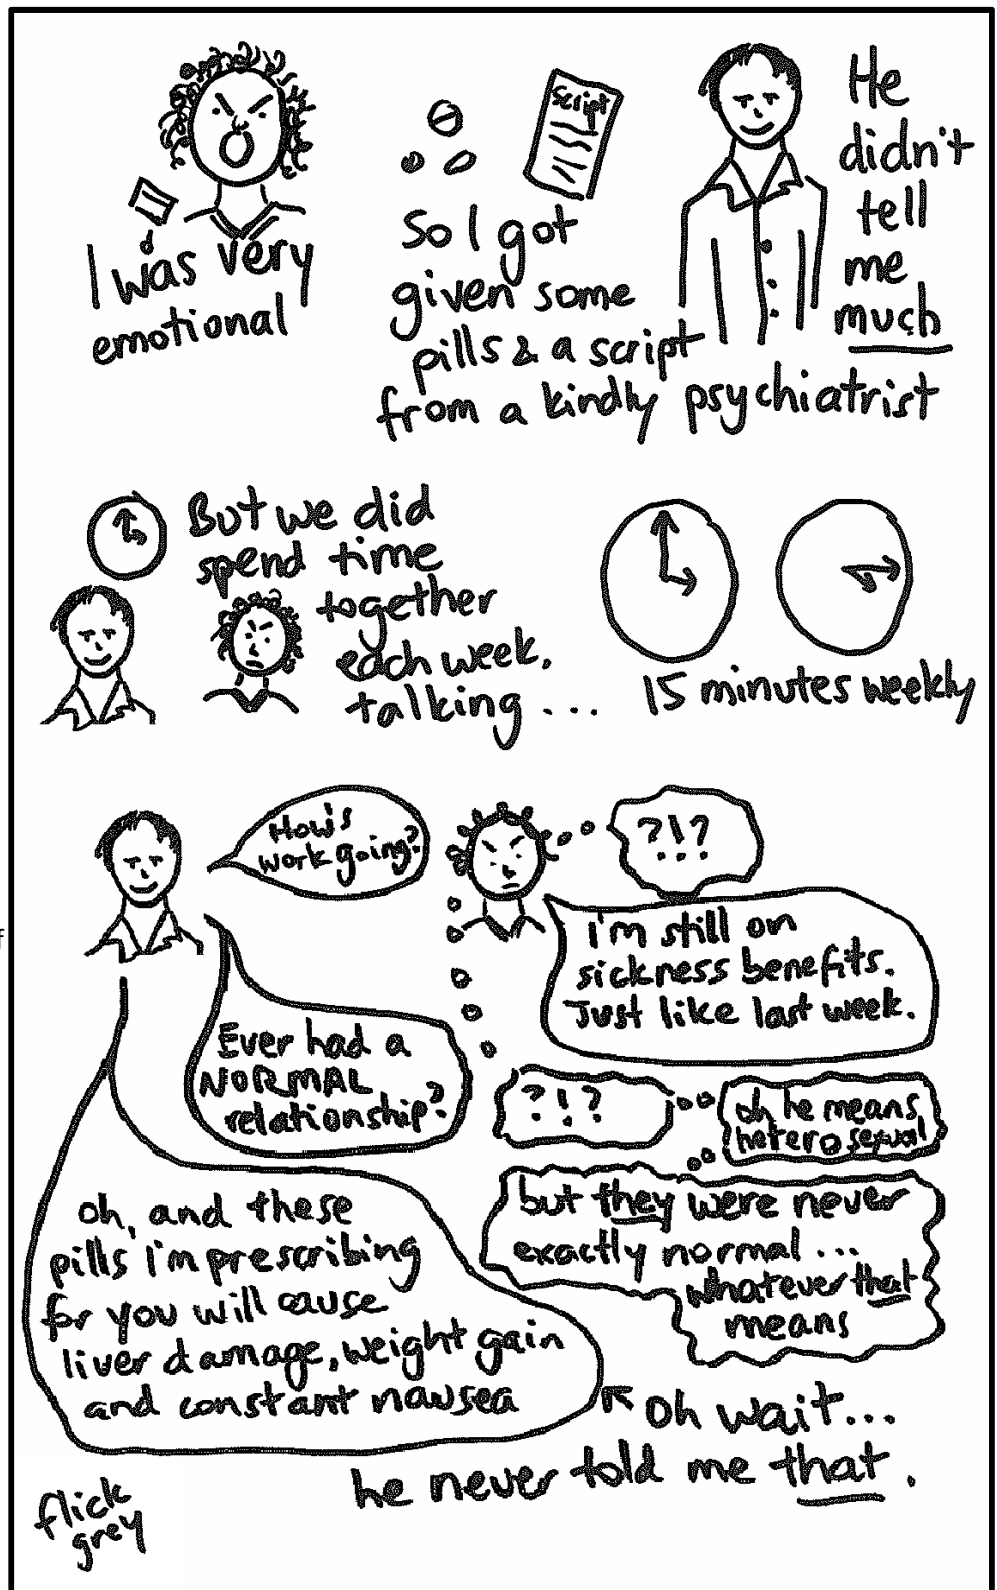 I was very
emotional
script
So I got
given some
pills & a script
from a kindly psychiatrist
He
didn't
tell
me
much
But we did
spend time
together
each week,
talking ...
15 minutes weekly
How's
work going?
?!?
I'm still on
sickness benefits.
Just like last week.
Ever had a
NORMAL
relationship?
?!?
oh he means
heterosexual
but they were never
exactly normal...
whatever that
means
oh, and these
pills I'm prescribing
for you will cause
liver damage, weight gain
and constant nausea
oh wait...
he never told me that.
flick
grey
f